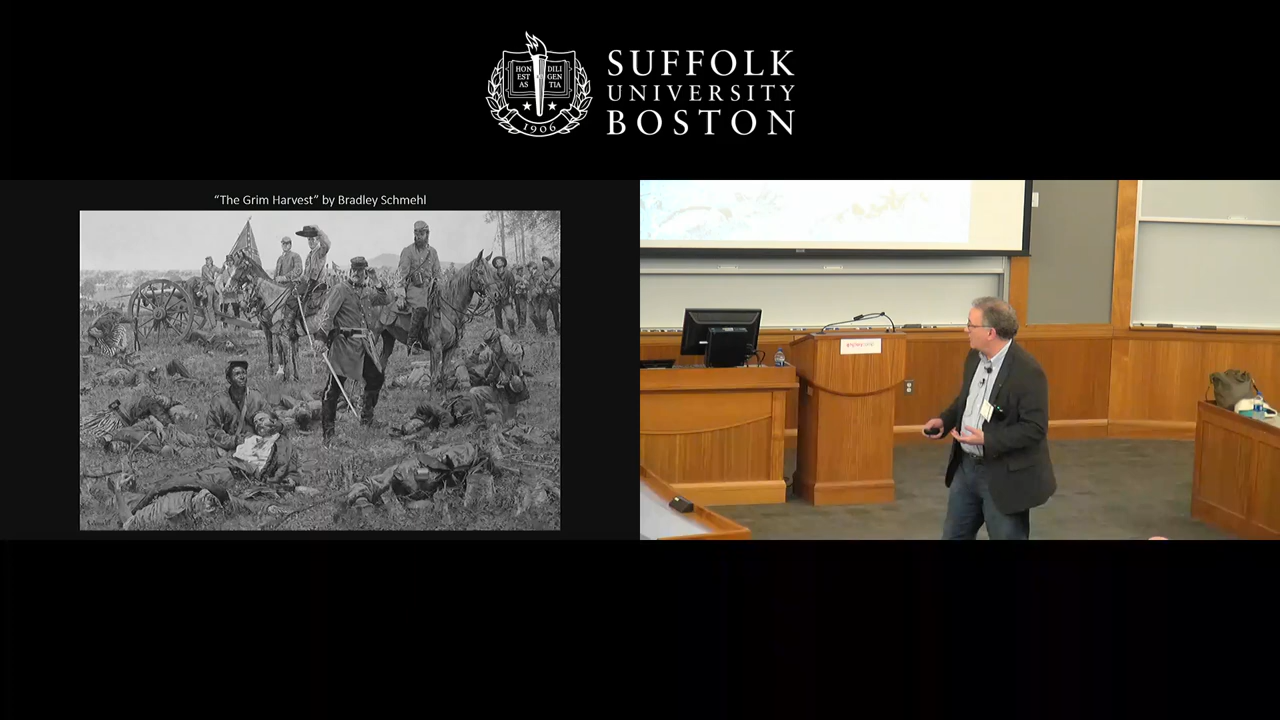 HON
EST
AS
DILI
GEN
TIA
1906
SUFFOLK
UNIVERSITY
BOSTON
“The Grim Harvest” by Bradley Schmehl